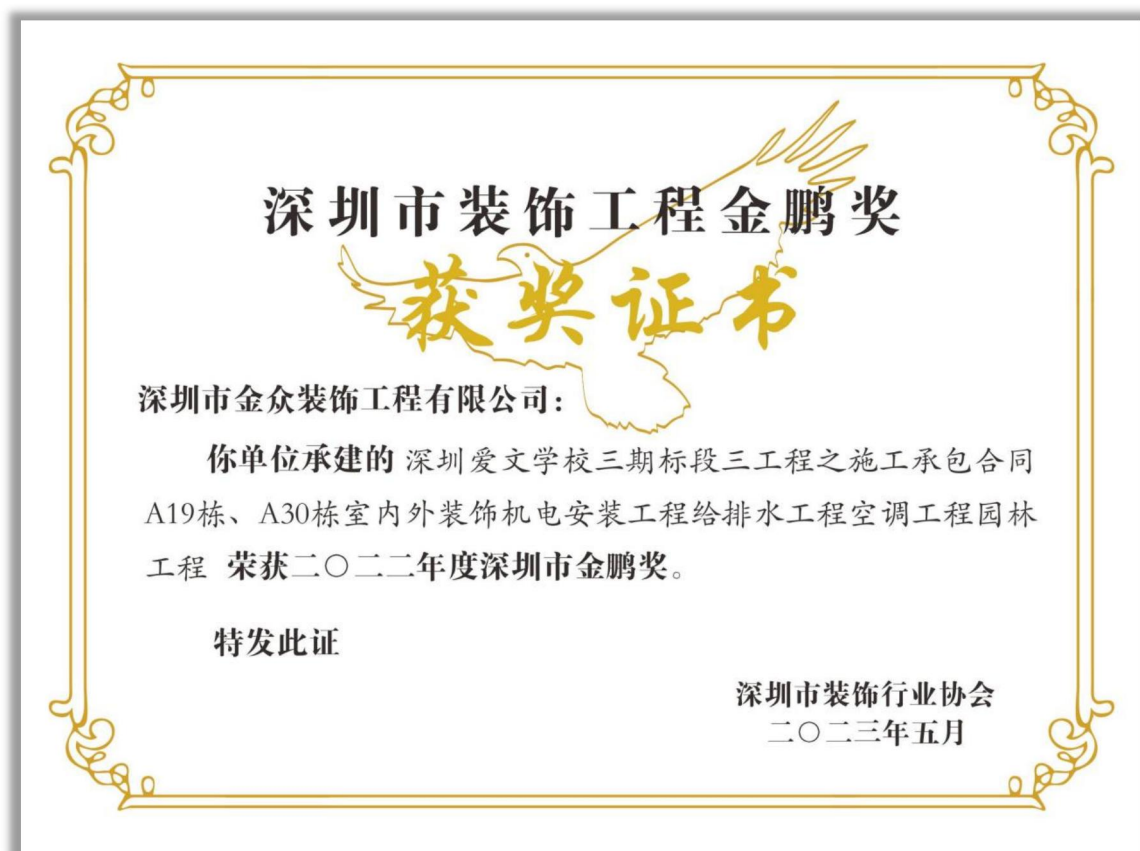 深圳市装饰工程金鹏奖
获奖证书
深圳市金众装饰工程有限公司：
你单位承建的 深圳爱文学校三期标段三工程之施工承包合同
A19栋、A30栋室内外装饰机电安装工程给排水工程空调工程园林
工程 荣获二〇二二年度深圳市金鹏奖。
特发此证
深圳市装饰行业协会
二〇二三年五月